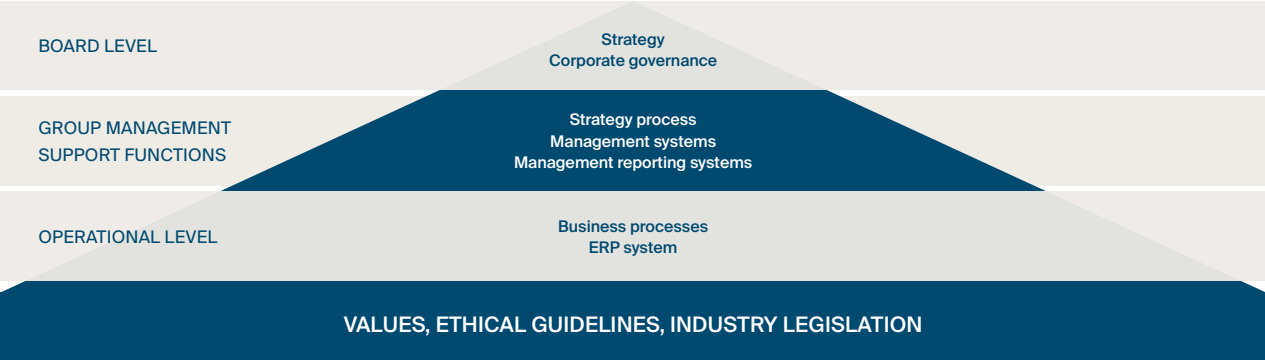 BOARD LEVEL
Strategy
Corporate governance
GROUP MANAGEMENT
SUPPORT FUNCTIONS
Strategy process
Management systems
Management reporting systems
OPERATIONAL LEVEL
Business processes
ERP system
VALUES, ETHICAL GUIDELINES, INDUSTRY LEGISLATION